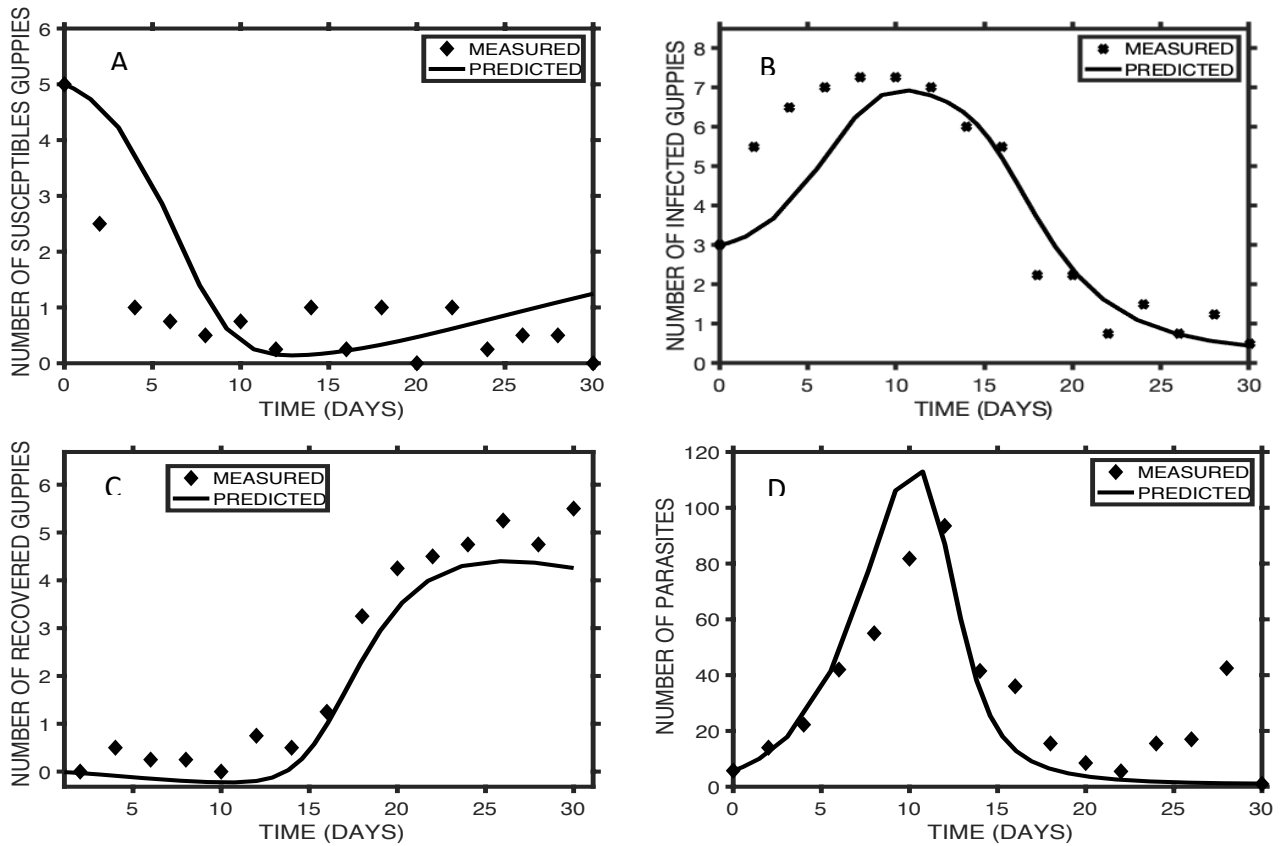 A
MEASURED
PREDICTED
NUMBER OF SUSCEPTIBLES GUPPIES
6
5
4
3
2
1
0
0 5 10 15 20 25 30
TIME (DAYS)
B
MEASURED
PREDICTED
NUMBER OF INFECTED GUPPIES
8
7
6
5
4
3
2
1
0
0 5 10 15 20 25 30
TIME (DAYS)
C
MEASURED
PREDICTED
NUMBER OF RECOVERED GUPPIES
6
5
4
3
2
1
0
5 10 15 20 25 30
TIME (DAYS)
D
MEASURED
PREDICTED
NUMBER OF PARASITES
120
100
80
60
40
20
0
0 5 10 15 20 25 30
TIME (DAYS)